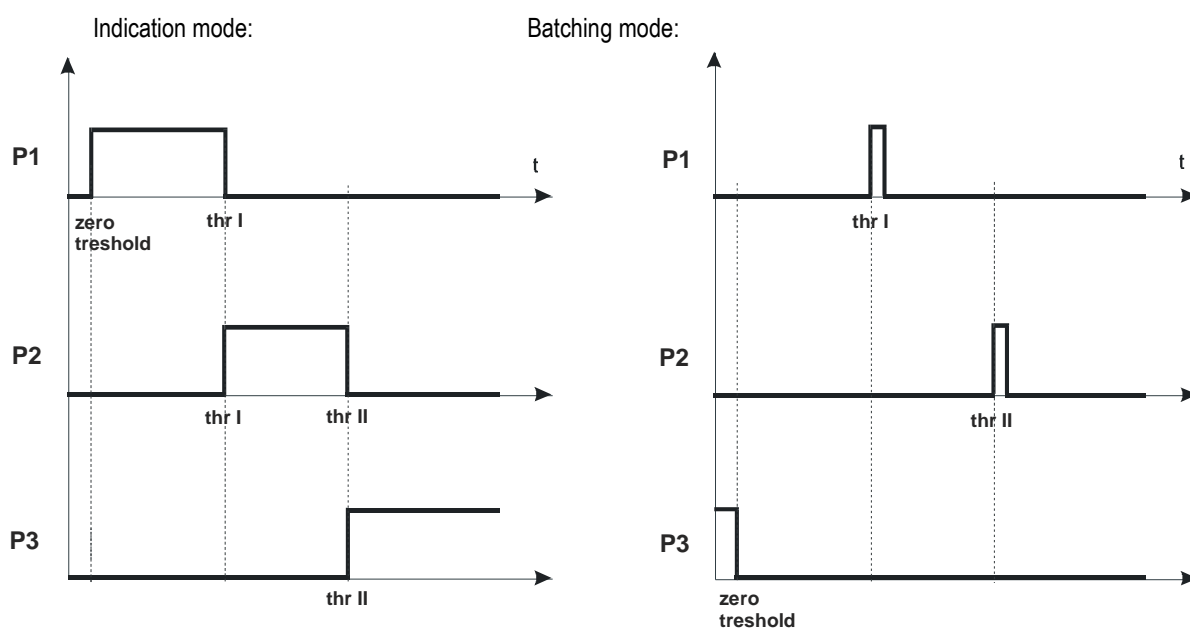 Indication mode:
P1
t
zero
treshold
thr I
P2
thr I
thr II
P3
thr II
Batching mode:
P1
t
thr I
P2
thr II
P3
zero
treshold